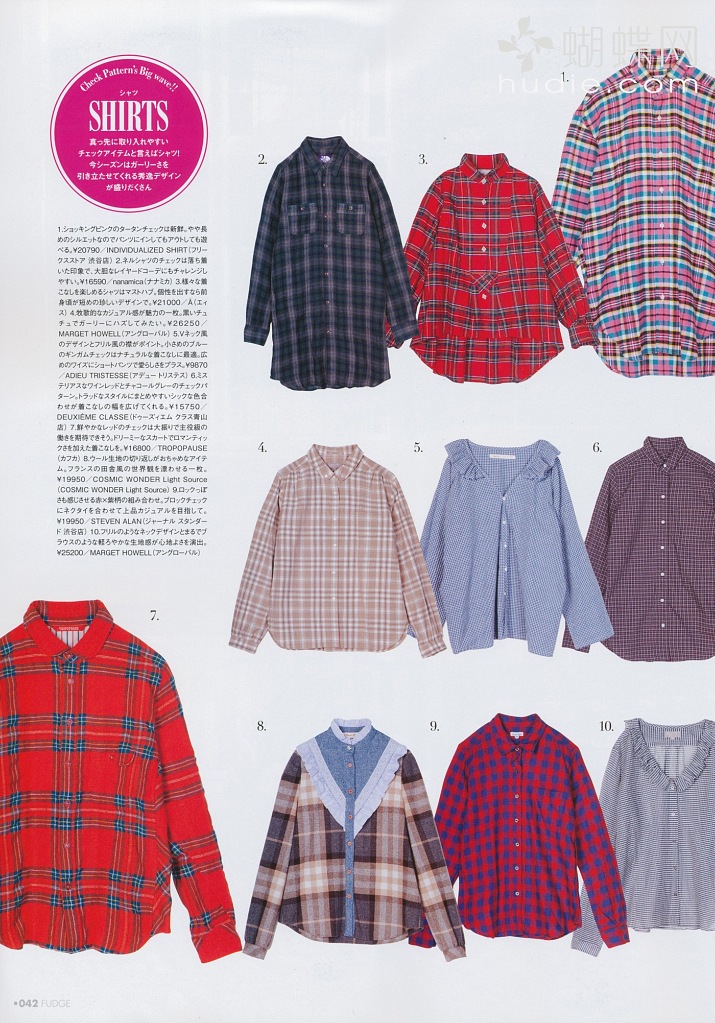 蝴蝶网
hudie.com
Check Pattern's Big wave!!
シャツ
SHIRTS
真っ先に取り入れやすい
チェックアイテムと言えばシャツ!
今シーズンはガーリーさを
引き立たせてくれる秀逸デザイン
が盛りだくさん
1.ショッキングピンクのタータンチェックは新鮮。やや長
めのシルエットなのでパンツにインしてもアウトしても遊
べる。¥20790/INDIVIDUALIZED SHIRT(フリー
クスストア 渋谷店) 2.ネルシャツのチェックは落ち着
いた印象で、大胆なレイヤードコーデにもチャレンジし
やすい。¥16590/nanamica(ナナミカ) 3.様々な着
こなしを楽しめるシャツはマストハブ。個性を出すなら前
身頃が短めの珍しいデザインで。¥21000/Á(エイ
ス) 4.牧歌的なカジュアル感が魅力の一枚。黒いチュ
チュでガーリーにハズしてみたい。¥26250/
MARGET HOWELL(アングローバル) 5.Vネック風
のデザインとフリル風の襟がポイント。小さめのブルー
のギンガムチェックはナチュラルな着こなしに最適。広
めのワイズにショートパンツで愛らしさをプラス。¥9870
/ADIEU TRISTESSE(アデュー トリステス) 6.ミス
テリアスなワインレッドとチャコールグレーのチェックパ
ターン。トラッドなスタイルにまとめやすいシックな色合
わせが着こなしの幅を広げてくれる。¥15750/
DEUXIÈME CLASSE(ドゥーズィエム クラス青山
店) 7.鮮やかなレッドのチェックは大振りで主役級の
働きを期待できそう。ドリーミーなスカートでロマンティッ
クさを加えた着こなしを。¥16800/TROPOPAUSE
(カフカ) 8.ウール生地の切り返しがおちゃめなアイテ
ム。フランスの田舎風の世界観を漂わせる一枚。
¥19950/COSMIC WONDER Light Source
(COSMIC WONDER Light Source) 9.ロックっぽ
さも感じさせる赤×紫柄の組み合わせ。ブロックチェック
にネクタイを合わせて上品カジュアルを目指して。
¥19950/STEVEN ALAN(ジャーナル スタンダー
ド 渋谷店) 10.フリルのようなネックデザインとまるでブ
ラウスのような軽やかな生地感が心地よさを演出。
¥25200/MARGET HOWELL(アングローバル)
1.
2.
3.
4.
5.
6.
7.
8.
9.
10.
042 FUDGE